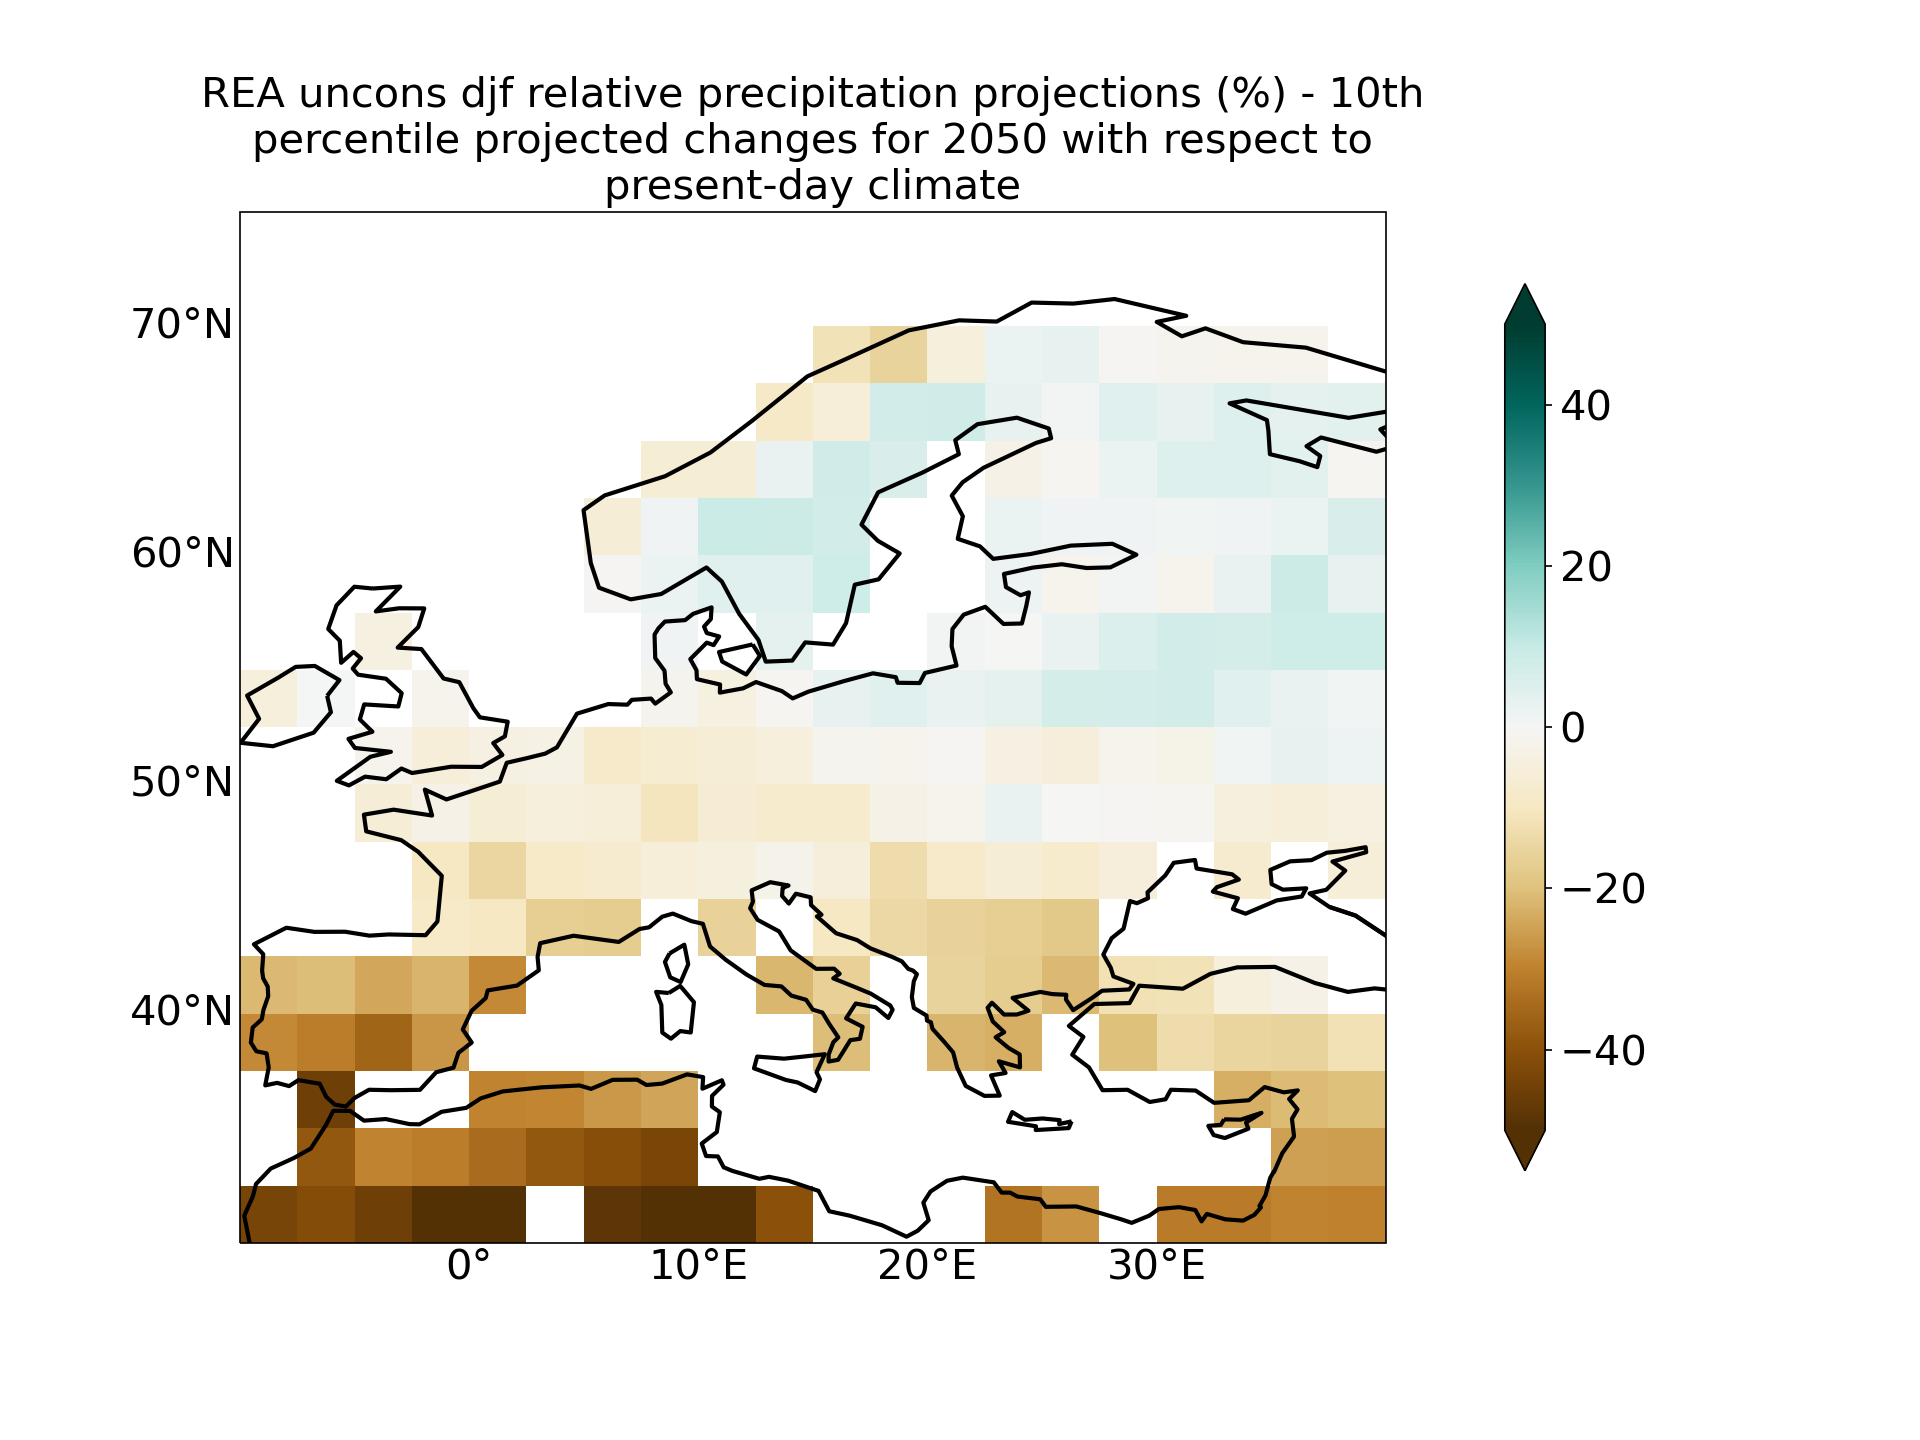 REA uncons djf relative precipitation projections (%) - 10th
percentile projected changes for 2050 with respect to
present-day climate
70°N
60°N
50°N
40°N
0°
10°E
20°E
30°E
40
20
0
−20
−40